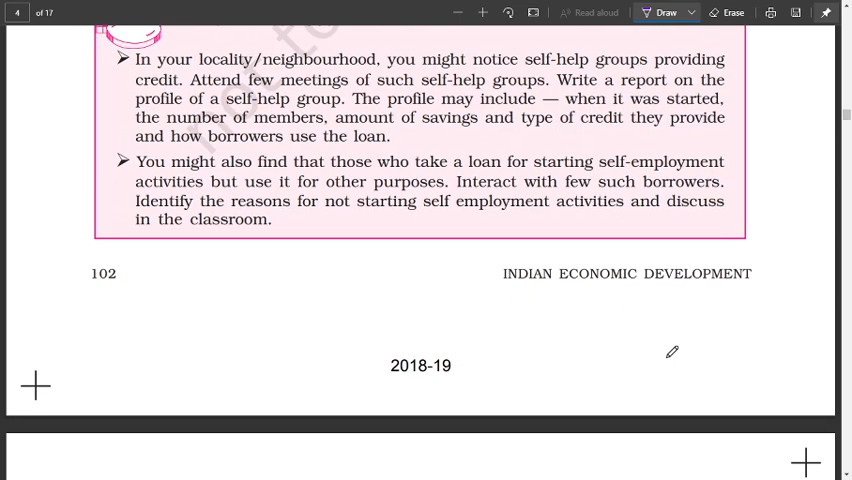 4 of 17 Read aloud Draw Erase
➢ In your locality/neighbourhood, you might notice self-help groups providing
credit. Attend few meetings of such self-help groups. Write a report on the
profile of a self-help group. The profile may include — when it was started,
the number of members, amount of savings and type of credit they provide
and how borrowers use the loan.
➢ You might also find that those who take a loan for starting self-employment
activities but use it for other purposes. Interact with few such borrowers.
Identify the reasons for not starting self employment activities and discuss
in the classroom.
not to
102 INDIAN ECONOMIC DEVELOPMENT
2018-19